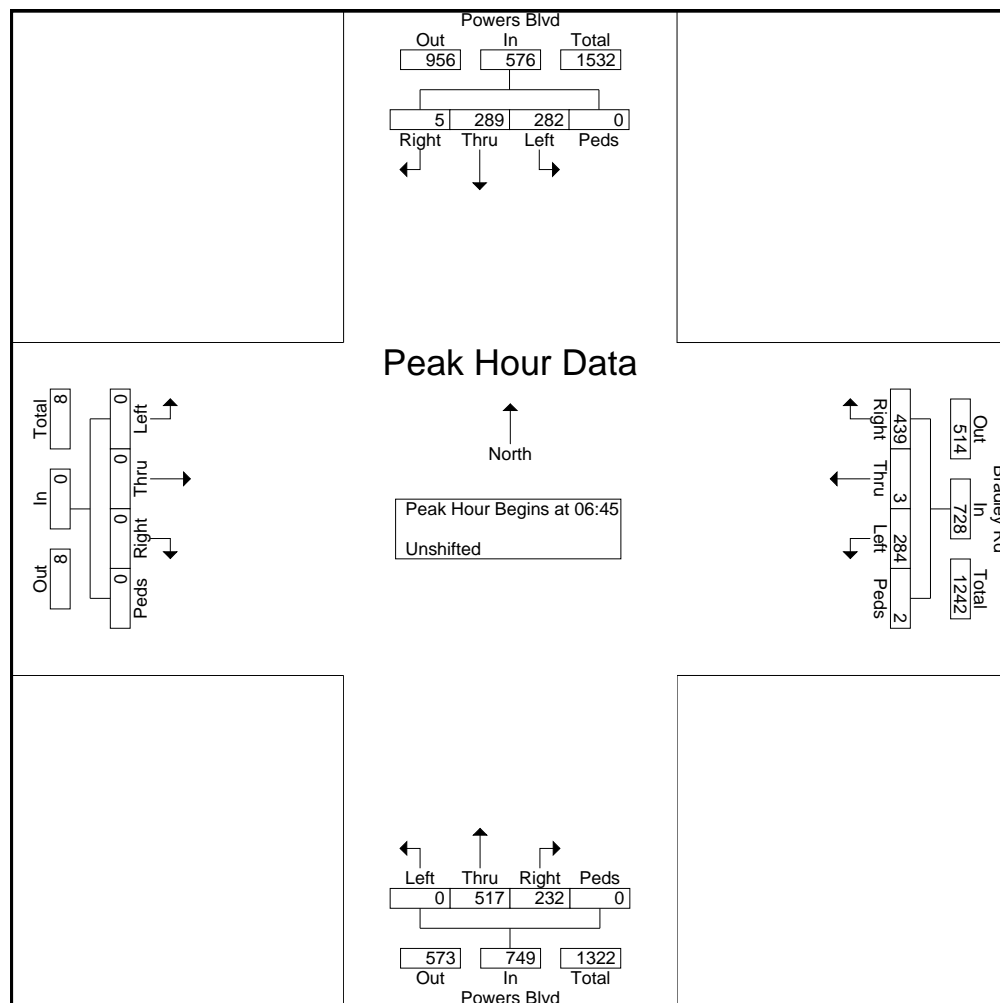 Powers Blvd
Out In Total
956 576 1532
5 289 282 0
Right Thru Left Peds
Peak Hour Data
North
Peak Hour Begins at 06:45
Unshifted
Left Thru Right Peds
0 0 0 0
Total In Out
8 0 8
Right Thru Left Peds
439 3 284 2
Out In Total
514 728 1242
Bradley Rd
Left Thru Right Peds
0 517 232 0
573 749 1322
Out In Total
Powers Blvd